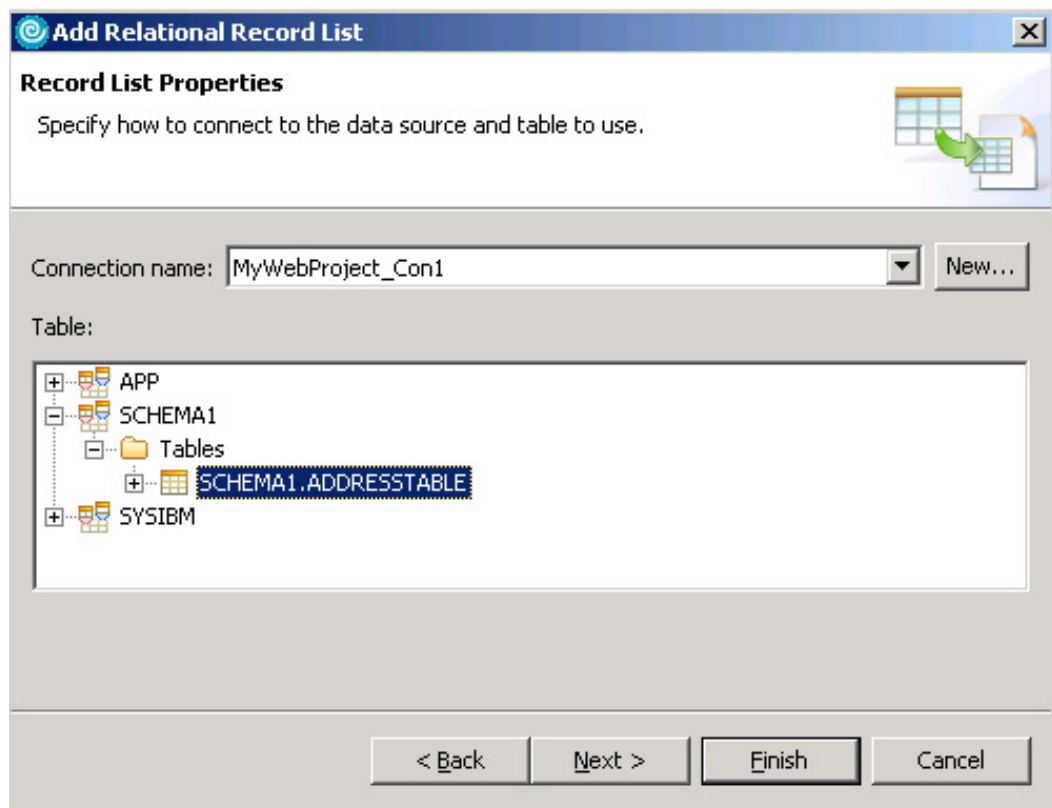 Add Relational Record List
Record List Properties
Specify how to connect to the data source and table to use.
Connection name: MyWebProject_Con1 New...
Table:
APP
SCHEMA1
Tables
SCHEMA1.ADDRESSTABLE
SYSIBM
< Back Next > Finish Cancel